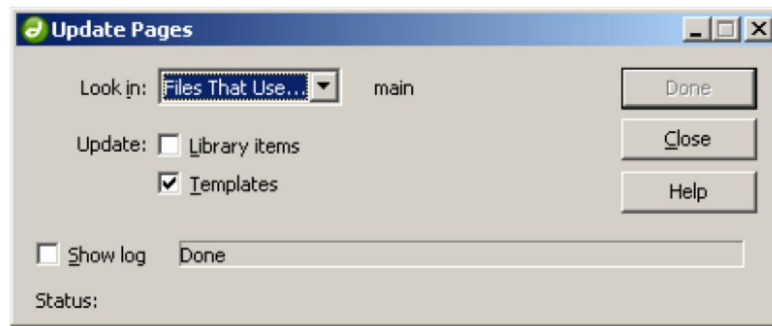 Update Pages
Look in: Files That Use... main Done
Update: Library items Close
Templates Help
Show log Done
Status: